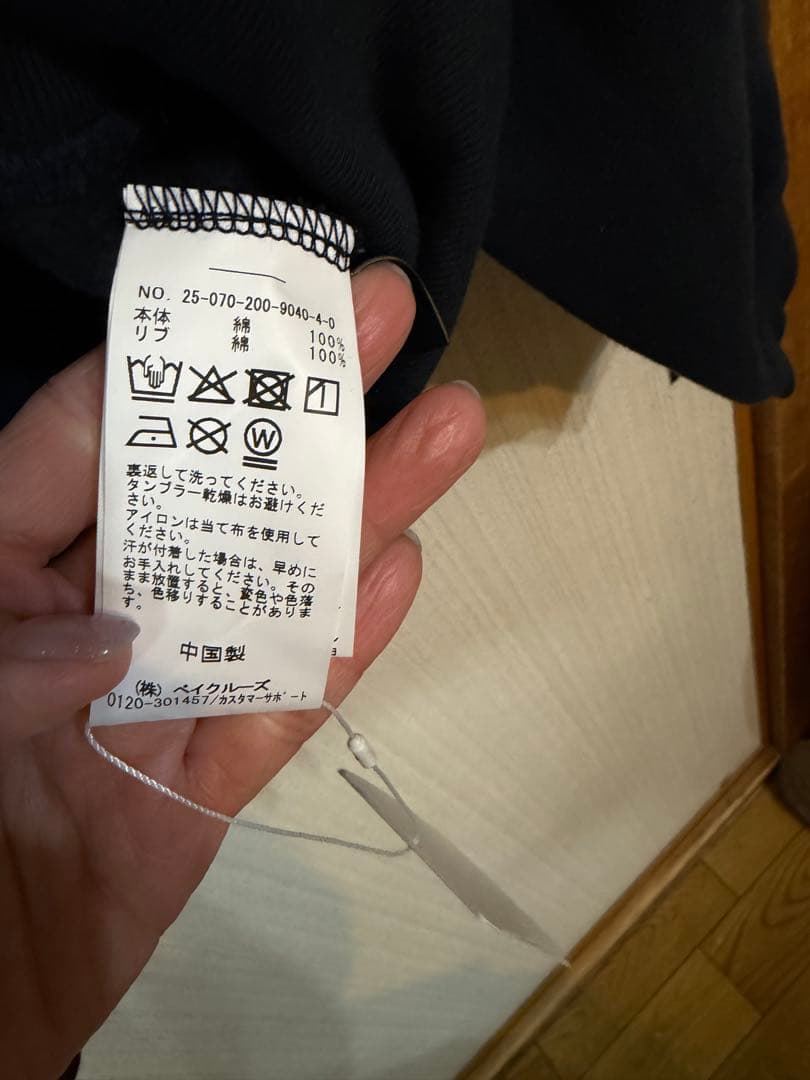 NO. 25-070-200-9040-4-0
本体 綿 100%
リブ 綿 100%
W
裏返して洗ってください。
タンブラー乾燥はお避けくだ
さい。
アイロンは当て布を使用して
ください。
汗が付着した場合は、早めに
お手入れしてください。その
まま放置すると、変色や色落
ち、色移りすることがありま
す。
中国製
(株) ベイクルーズ
0120-301457/カスタマーサポート